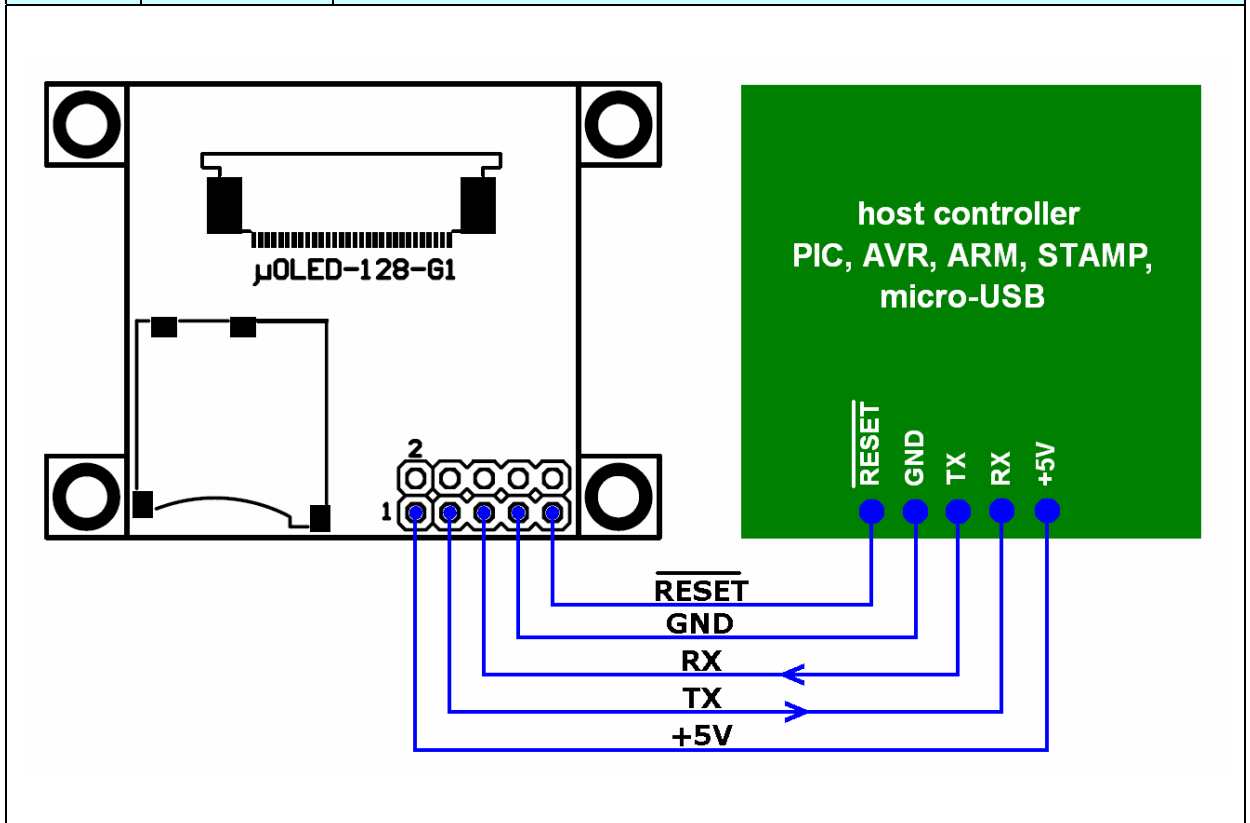 µOLED-128-G1
2
1
host controller
PIC, AVR, ARM, STAMP,
micro-USB
RESET
GND
TX
RX
+5V
RESET
GND
RX
TX
+5V